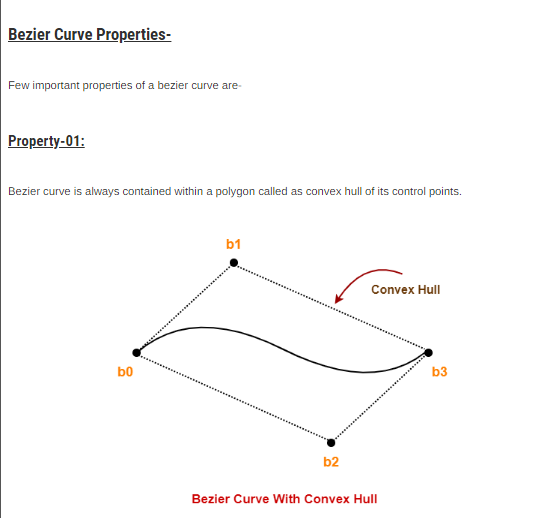 Bezier Curve Properties-
Few important properties of a bezier curve are-
Property-01:
Bezier curve is always contained within a polygon called as convex hull of its control points.
b1
Convex Hull
b0
b3
b2
Bezier Curve With Convex Hull